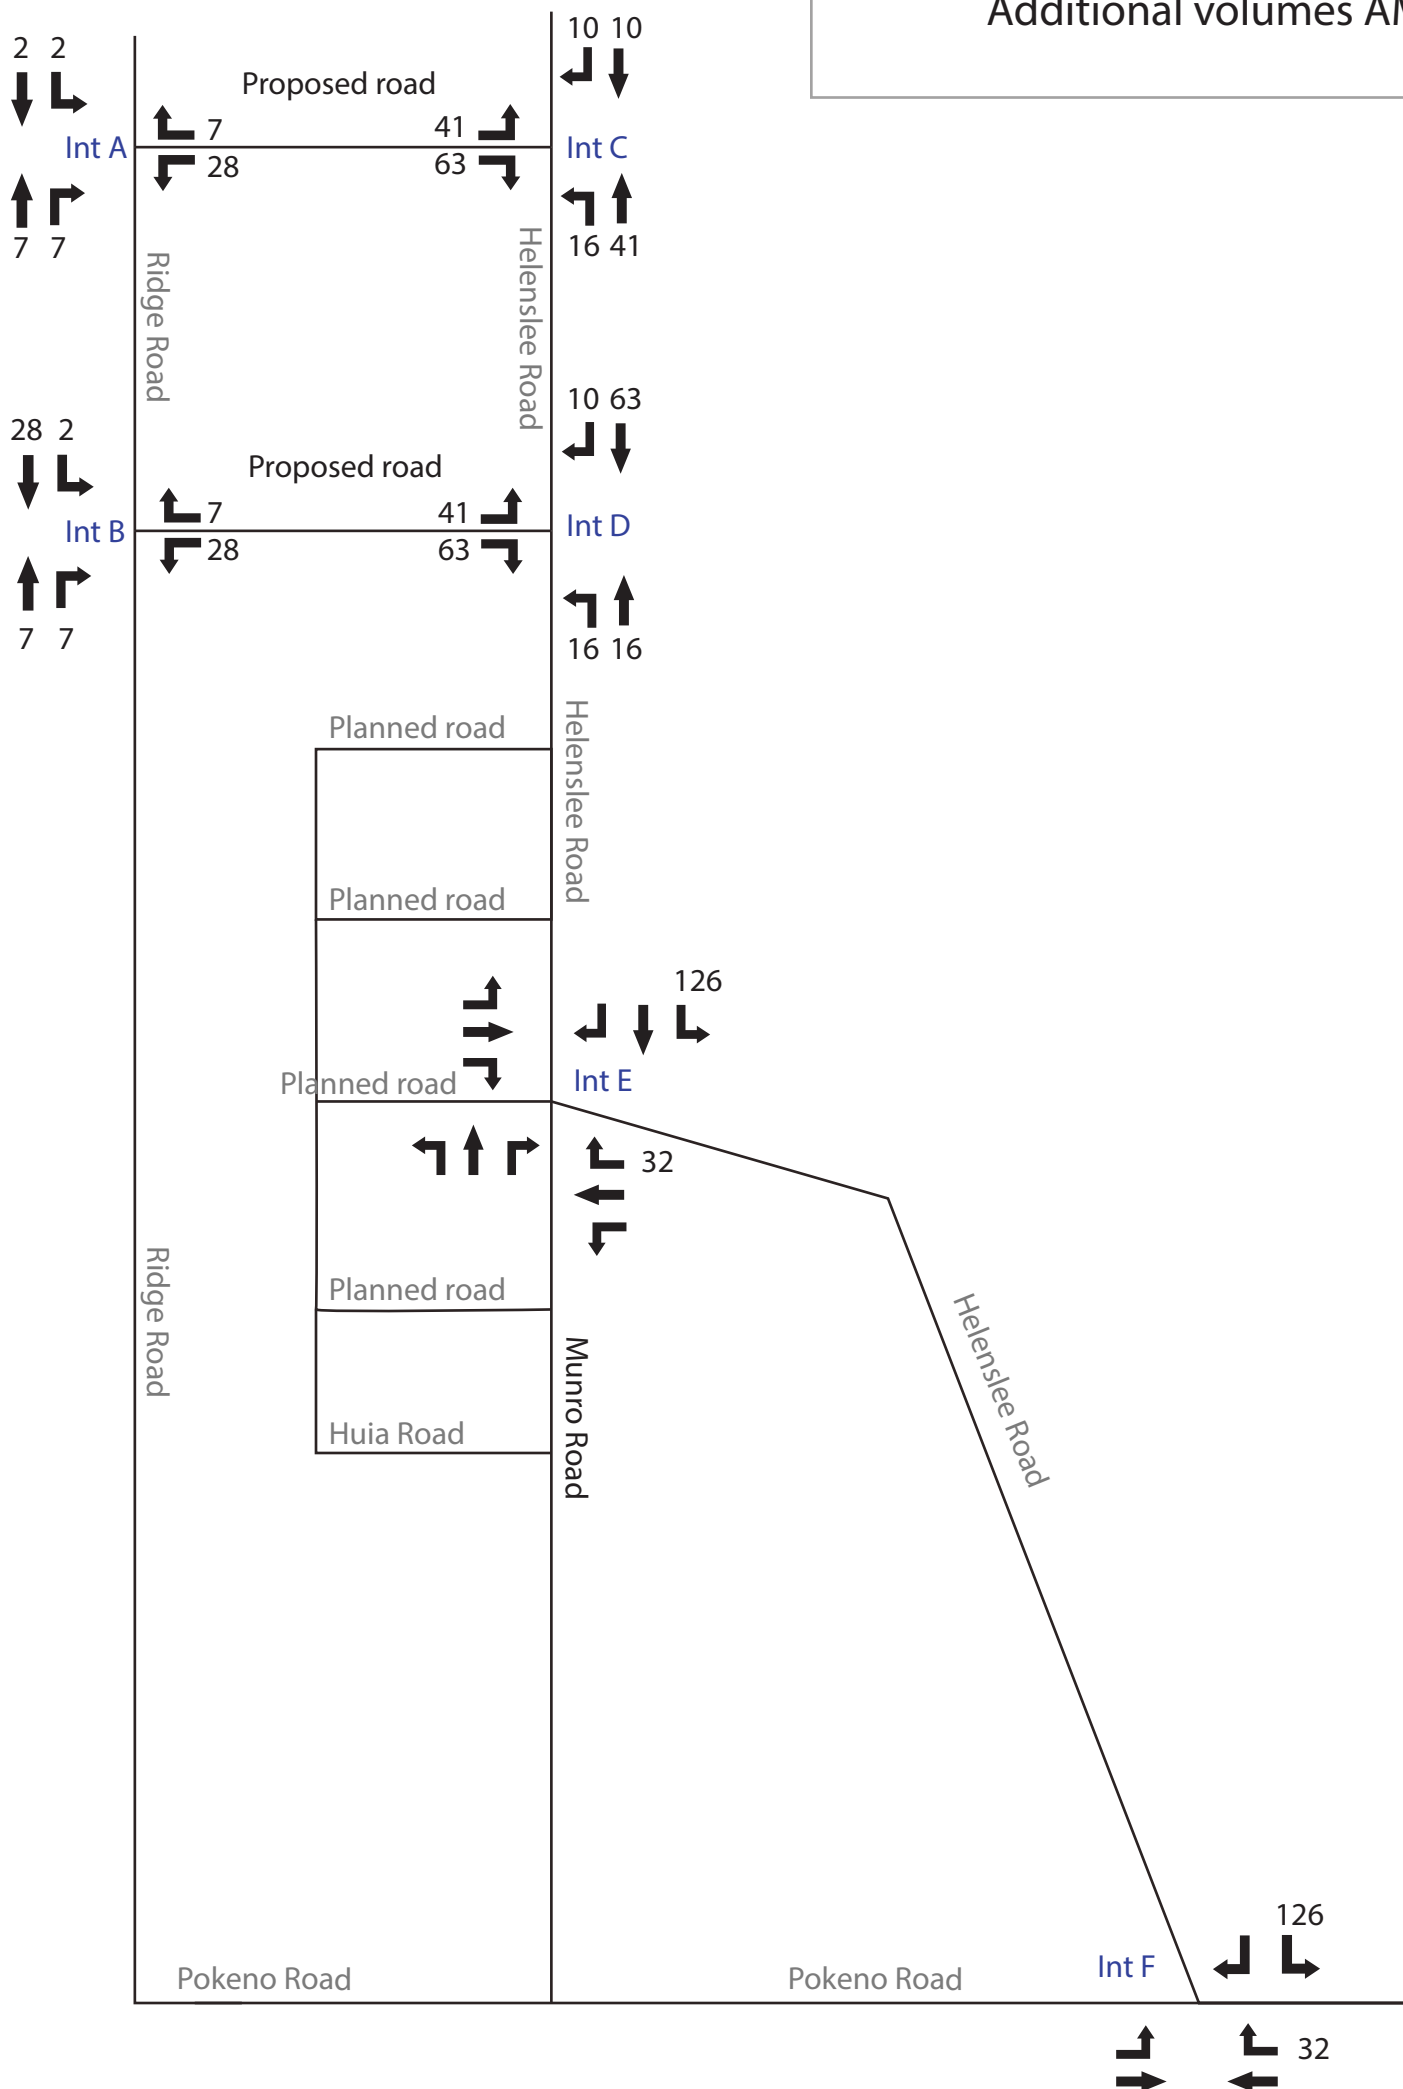 Additional volumes AM
10 10
2 2
Proposed road
7
41
Int A
Int C
28
63
7 7
16 41
Ridge Road
Helenslee Road
10 63
28 2
Proposed road
7
41
Int B
Int D
28
63
7 7
16 16
Planned road
Helenslee Road
Planned road
126
Planned road
Int E
32
Ridge Road
Planned road
Helenslee Road
Munro Road
Huia Road
126
Int F
Pokeno Road
Pokeno Road
32